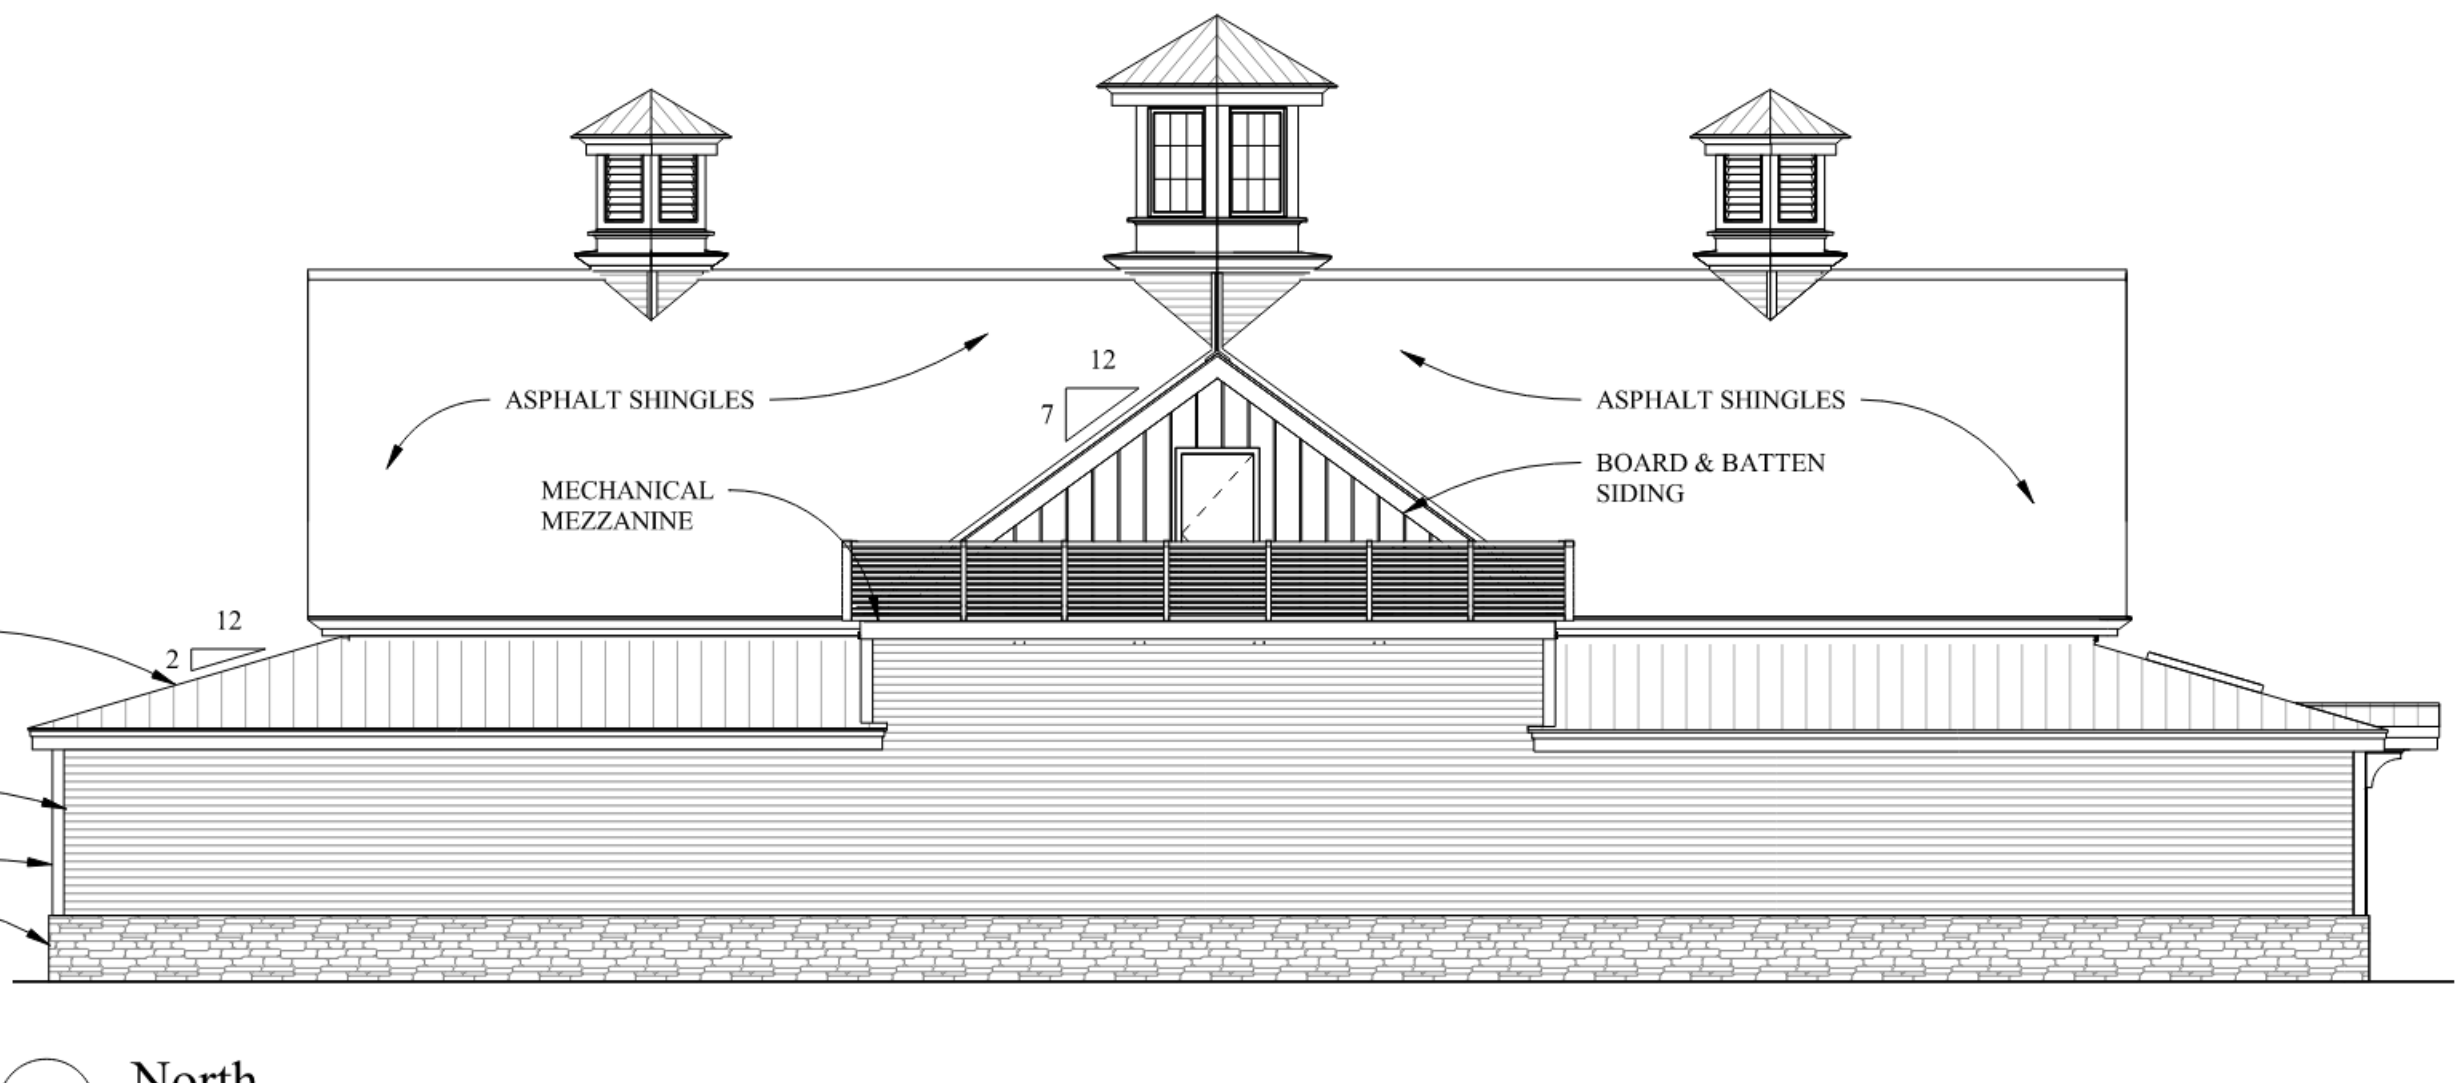 12
7
ASPHALT SHINGLES
ASPHALT SHINGLES
BOARD & BATTEN
SIDING
MECHANICAL
MEZZANINE
12
2
North